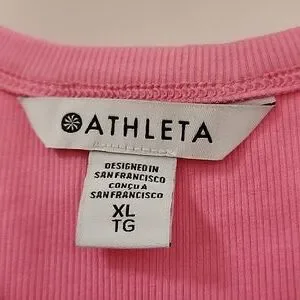 ATHLETA
DESIGNED IN
SAN FRANCISCO
CONÇU A
SAN FRANCISCO
XL
TG